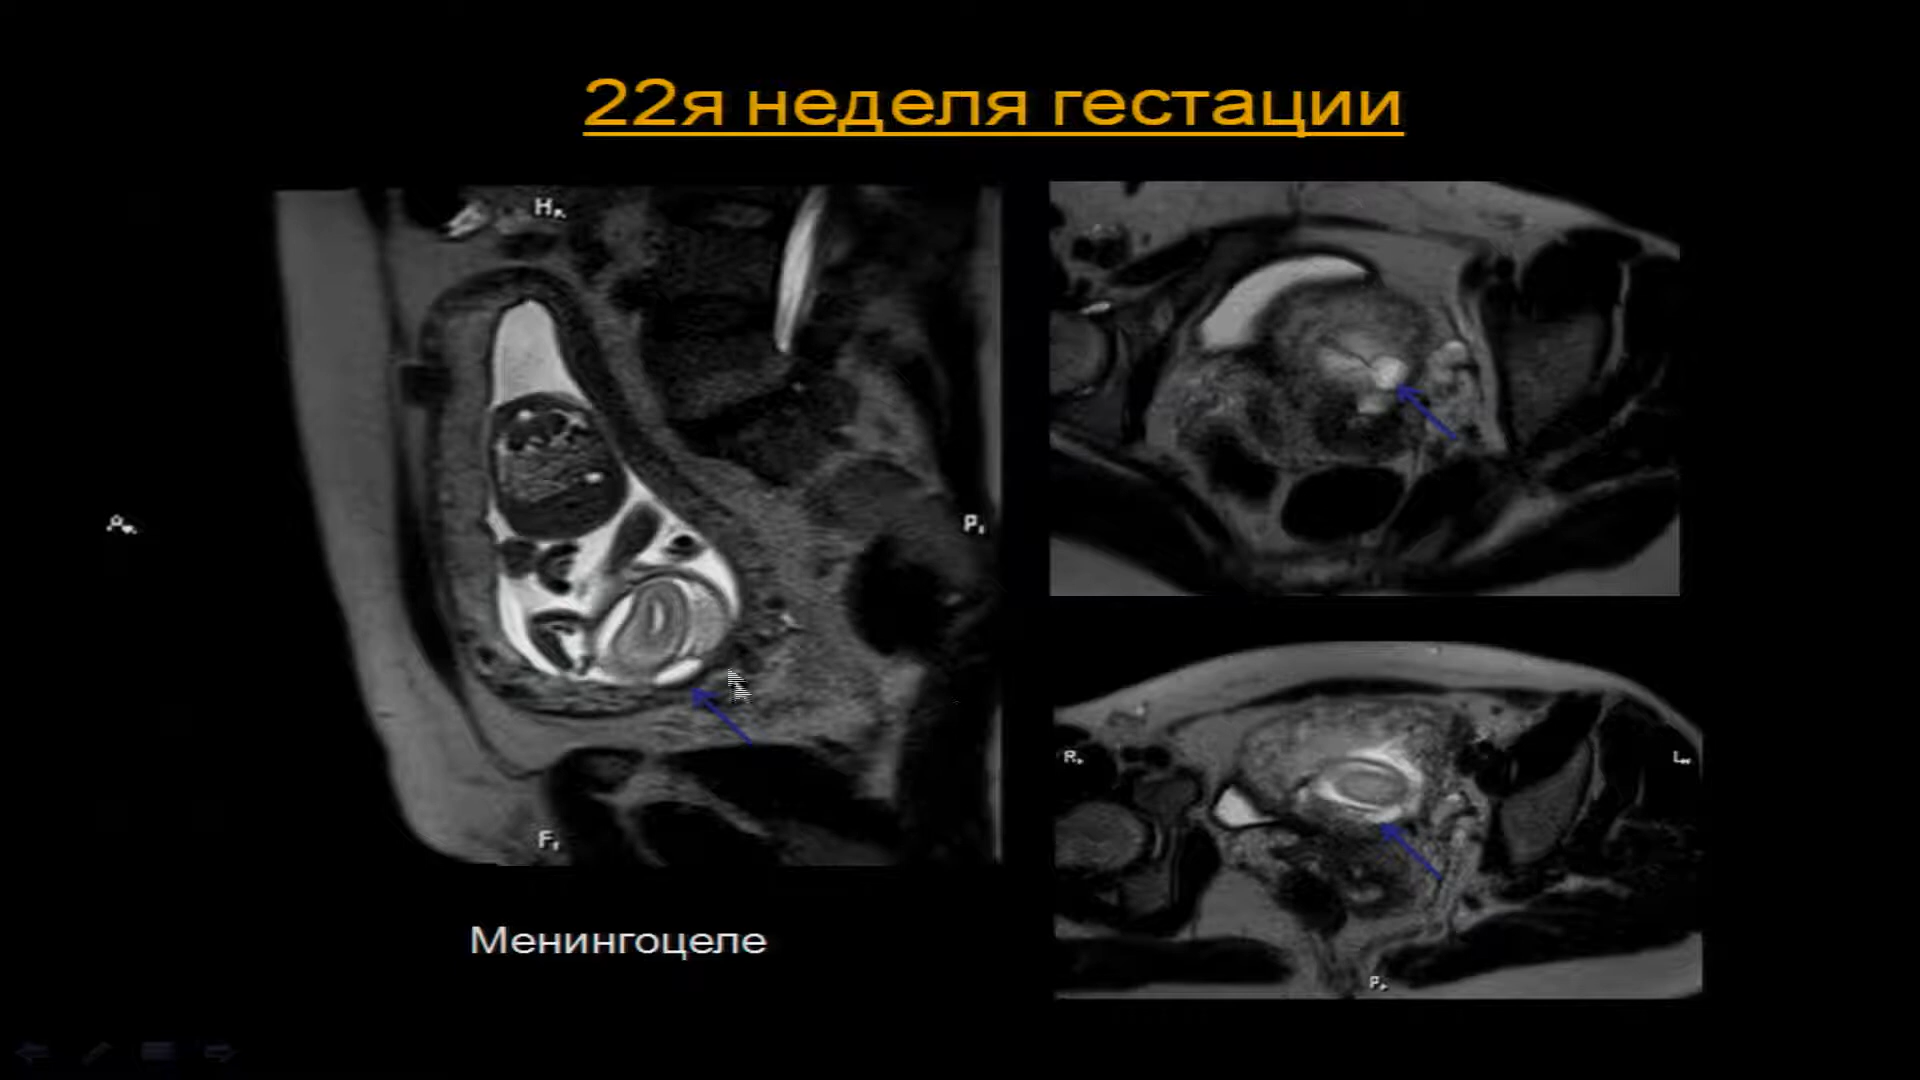 22я неделя гестации
H
P
F
R
L
P
Менингоцеле